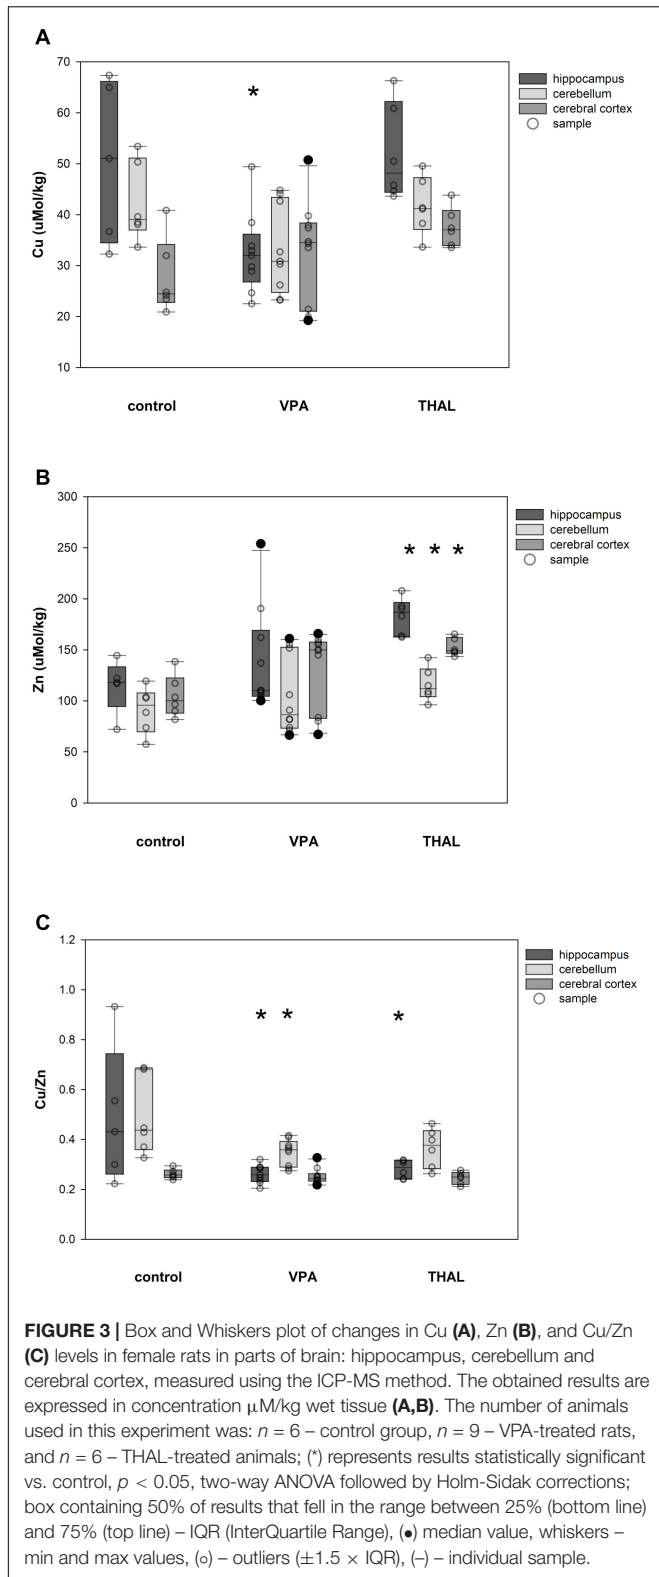 A
70
60
50
40
30
20
10
Cu (uMol/kg)
control
VPA
THAL
*
hippocampus
cerebellum
cerebral cortex
sample
B
300
250
200
150
100
50
0
Zn (uMol/kg)
control
VPA
THAL
* * *
hippocampus
cerebellum
cerebral cortex
sample
C
1.2
1.0
0.8
0.6
0.4
0.2
0.0
Cu/Zn
control
VPA
THAL
* * *
hippocampus
cerebellum
cerebral cortex
sample
FIGURE 3 | Box and Whiskers plot of changes in Cu (A), Zn (B), and Cu/Zn
(C) levels in female rats in parts of brain: hippocampus, cerebellum and
cerebral cortex, measured using the ICP-MS method. The obtained results are
expressed in concentration μM/kg wet tissue (A,B). The number of animals
used in this experiment was: n = 6 – control group, n = 9 – VPA-treated rats,
and n = 6 – THAL-treated animals; (*) represents results statistically significant
vs. control, p < 0.05, two-way ANOVA followed by Holm-Sidak corrections;
box containing 50% of results that fell in the range between 25% (bottom line)
and 75% (top line) – IQR (InterQuartile Range), (●) median value, whiskers –
min and max values, (○) – outliers (±1.5 × IQR), (–) – individual sample.